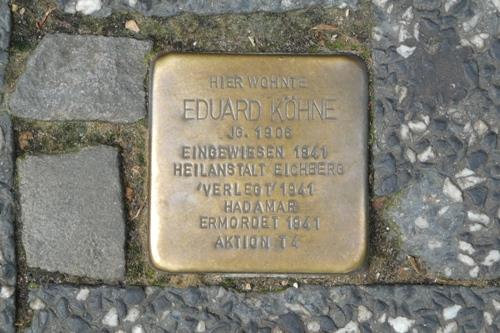 HIER WOHNTE
EDUARD KÖHNE
JG. 1906
EINGEWIESEN 1941
HEILANSTALT EICHBERG
'VERLEGT' 1941
HADAMAR
ERMORDET 1941
AKTION T4